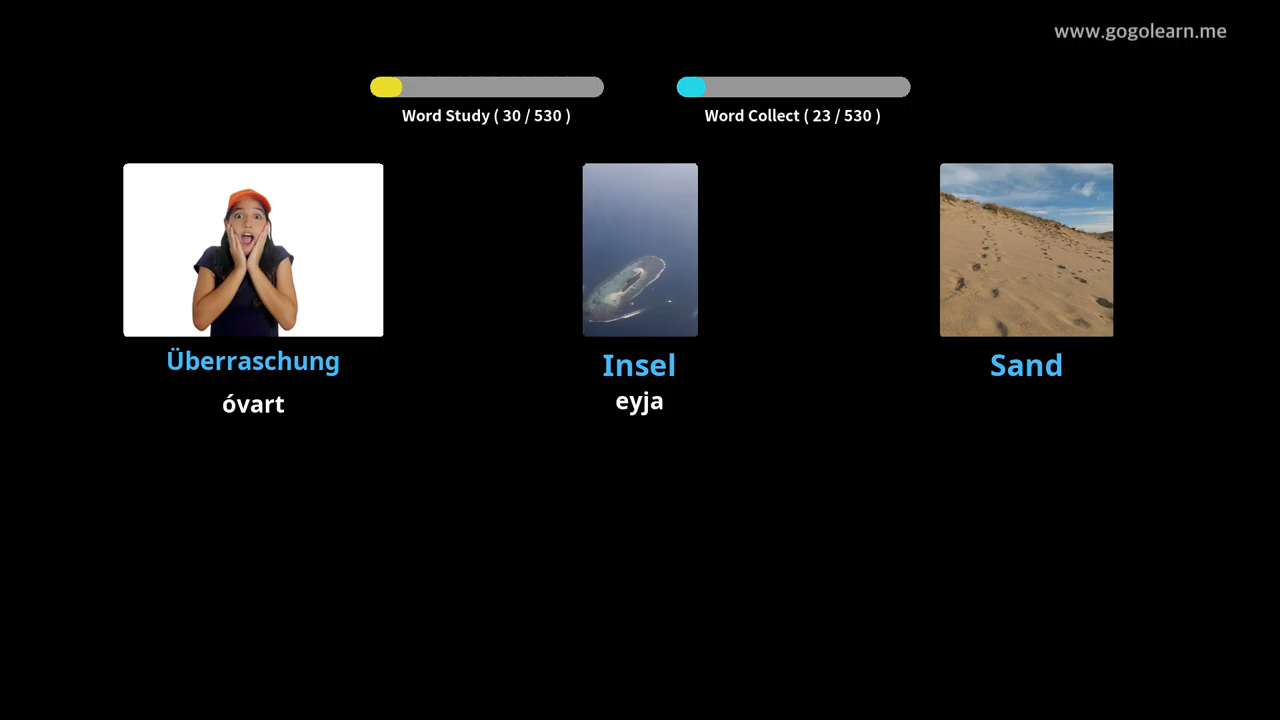 www.gogolearn.me
Word Study ( 30 / 530 )
Word Collect ( 23 / 530 )
Überraschung
Insel
Sand
óvart
eyja